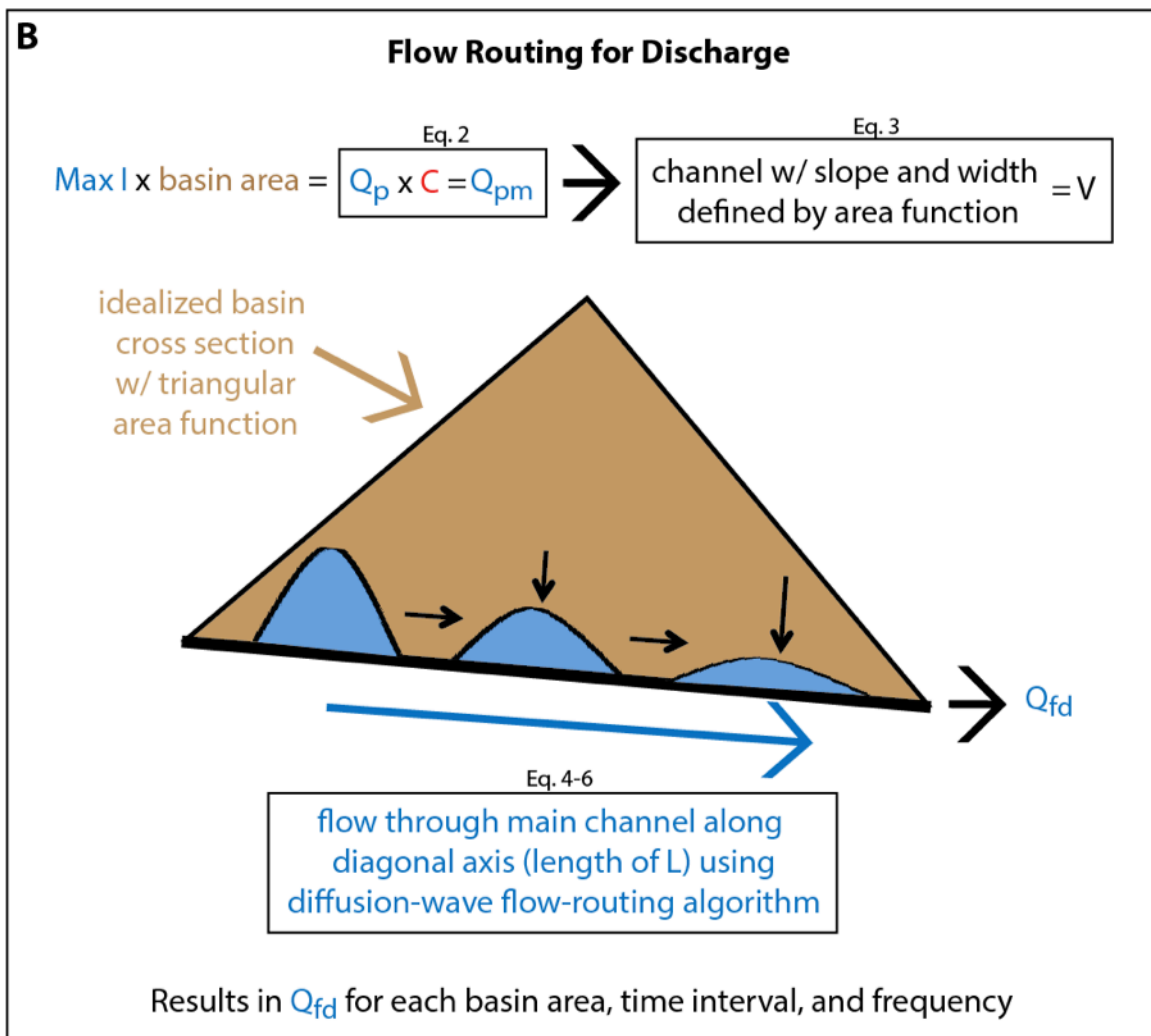 B
Flow Routing for Discharge
Eq. 2
Eq. 3
Max I x basin area = Qp x C = Qpm
channel w/ slope and width
defined by area function
= V
idealized basin
cross section
w/ triangular
area function
Qfd
Eq. 4-6
flow through main channel along
diagonal axis (length of L) using
diffusion-wave flow-routing algorithm
Results in Qfd for each basin area, time interval, and frequency